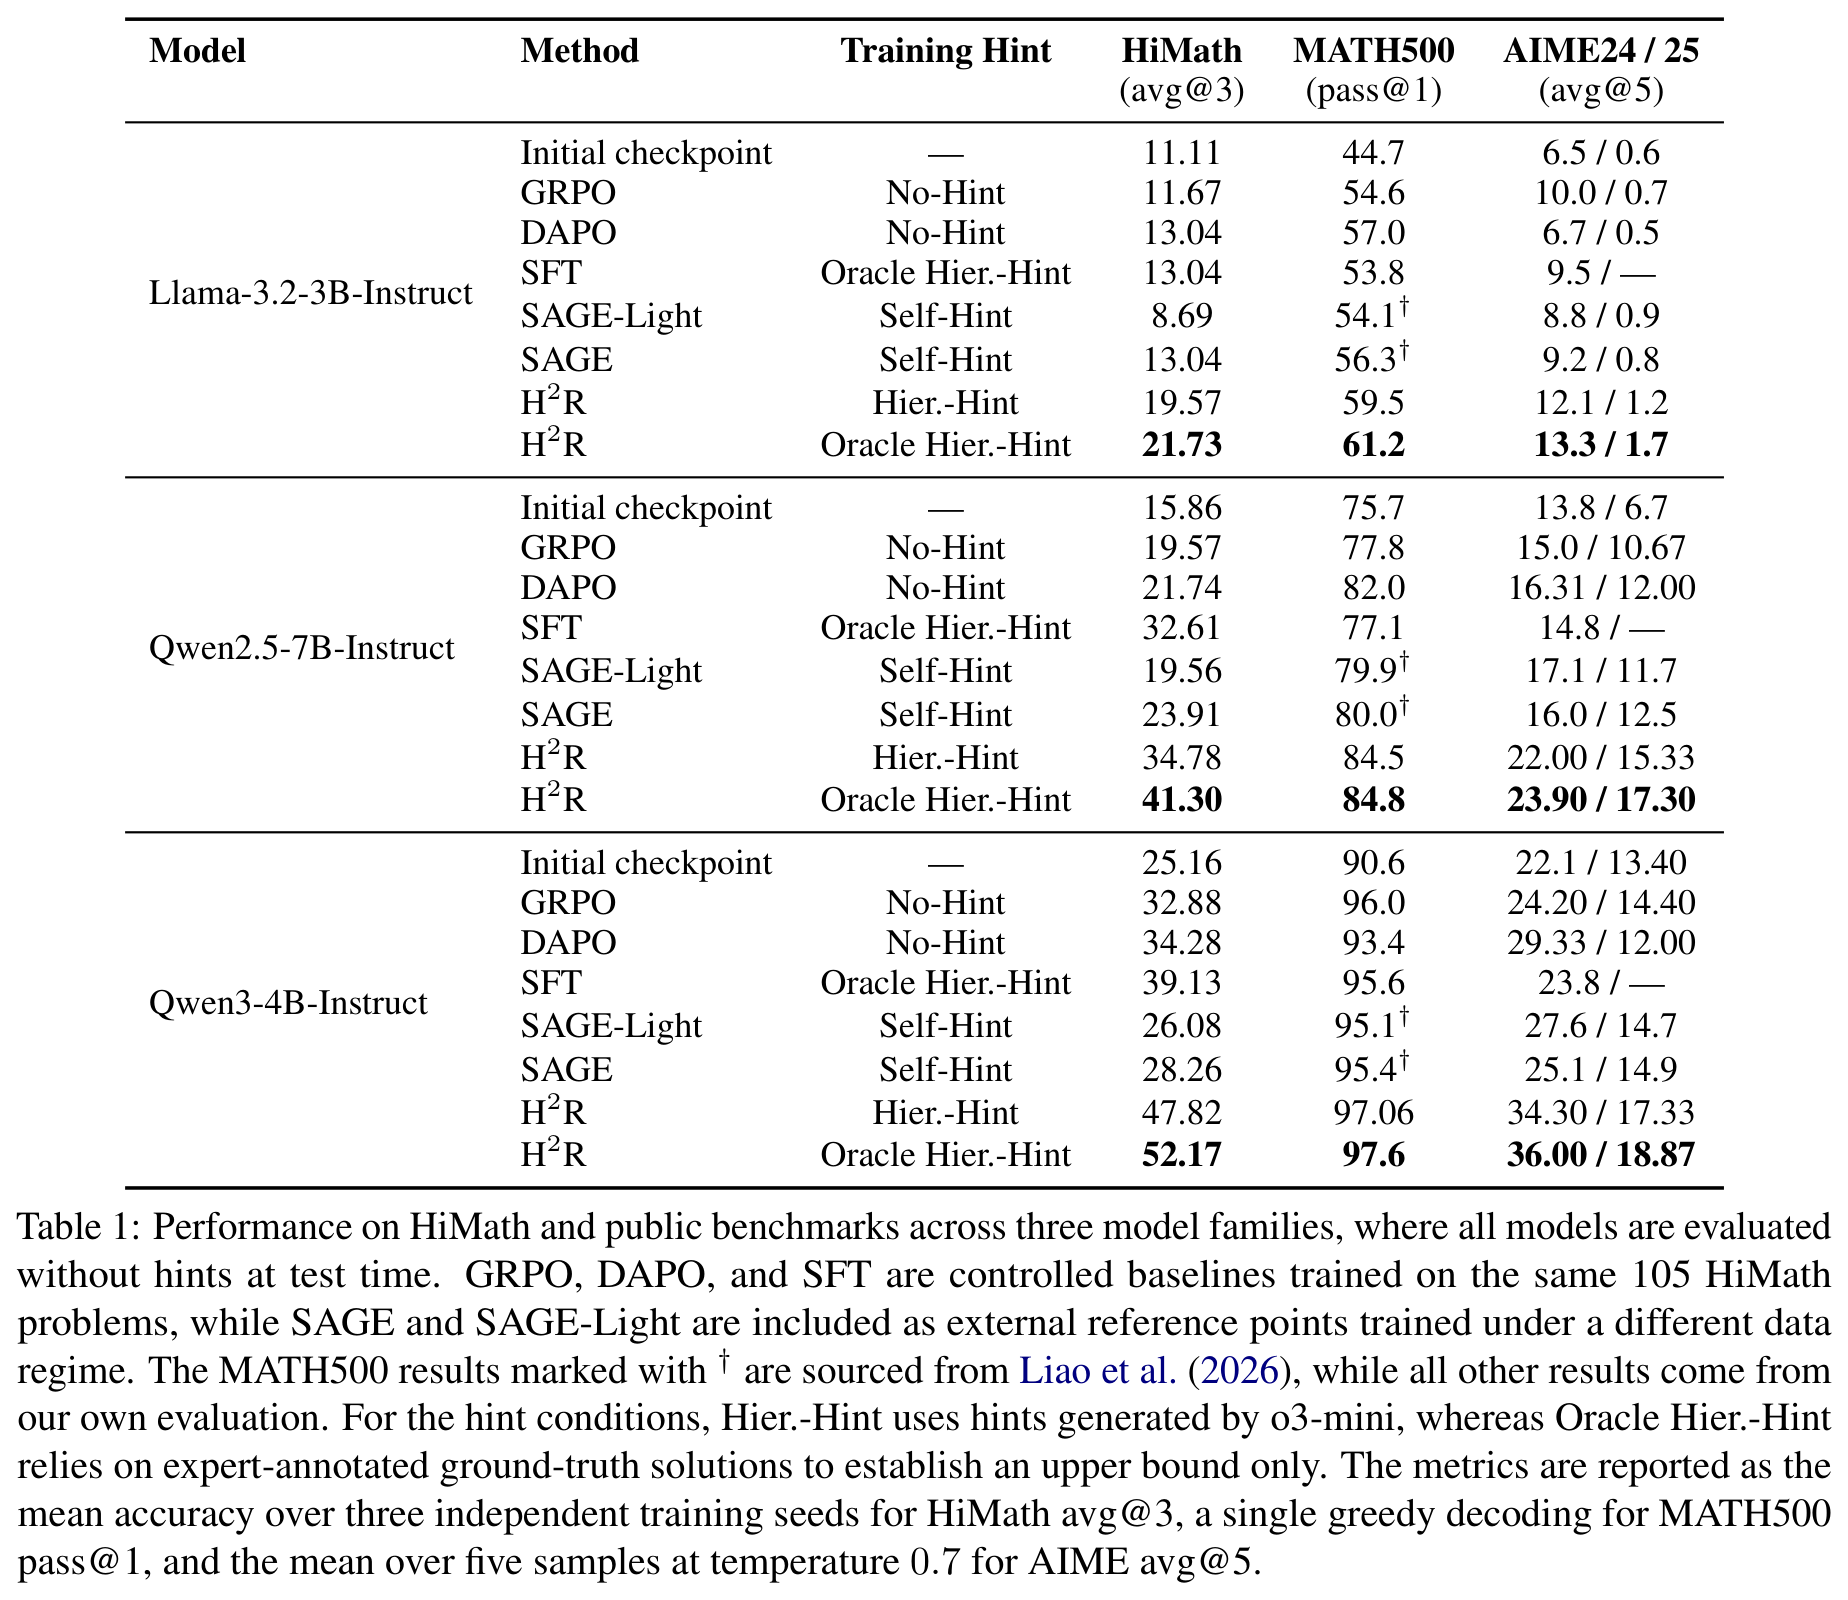 Model Method Training Hint HiMath MATH500 AIME24 / 25
(avg@3) (pass@1) (avg@5)
Initial checkpoint — 11.11 44.7 6.5 / 0.6
GRPO No-Hint 11.67 54.6 10.0 / 0.7
DAPO No-Hint 13.04 57.0 6.7 / 0.5
SFT Oracle Hier.-Hint 13.04 53.8 9.5 / —
Llama-3.2-3B-Instruct
SAGE-Light Self-Hint 8.69 54.1† 8.8 / 0.9
SAGE Self-Hint 13.04 56.3† 9.2 / 0.8
H²R Hier.-Hint 19.57 59.5 12.1 / 1.2
H²R Oracle Hier.-Hint 21.73 61.2 13.3 / 1.7
Initial checkpoint — 15.86 75.7 13.8 / 6.7
GRPO No-Hint 19.57 77.8 15.0 / 10.67
DAPO No-Hint 21.74 82.0 16.31 / 12.00
SFT Oracle Hier.-Hint 32.61 77.1 14.8 / —
Qwen2.5-7B-Instruct
SAGE-Light Self-Hint 19.56 79.9† 17.1 / 11.7
SAGE Self-Hint 23.91 80.0† 16.0 / 12.5
H²R Hier.-Hint 34.78 84.5 22.00 / 15.33
H²R Oracle Hier.-Hint 41.30 84.8 23.90 / 17.30
Initial checkpoint — 25.16 90.6 22.1 / 13.40
GRPO No-Hint 32.88 96.0 24.20 / 14.40
DAPO No-Hint 34.28 93.4 29.33 / 12.00
SFT Oracle Hier.-Hint 39.13 95.6 23.8 / —
Qwen3-4B-Instruct
SAGE-Light Self-Hint 26.08 95.1† 27.6 / 14.7
SAGE Self-Hint 28.26 95.4† 25.1 / 14.9
H²R Hier.-Hint 47.82 97.06 34.30 / 17.33
H²R Oracle Hier.-Hint 52.17 97.6 36.00 / 18.87
Table 1: Performance on HiMath and public benchmarks across three model families, where all models are evaluated
without hints at test time. GRPO, DAPO, and SFT are controlled baselines trained on the same 105 HiMath
problems, while SAGE and SAGE-Light are included as external reference points trained under a different data
regime. The MATH500 results marked with † are sourced from Liao et al. (2026), while all other results come from
our own evaluation. For the hint conditions, Hier.-Hint uses hints generated by o3-mini, whereas Oracle Hier.-Hint
relies on expert-annotated ground-truth solutions to establish an upper bound only. The metrics are reported as the
mean accuracy over three independent training seeds for HiMath avg@3, a single greedy decoding for MATH500
pass@1, and the mean over five samples at temperature 0.7 for AIME avg@5.